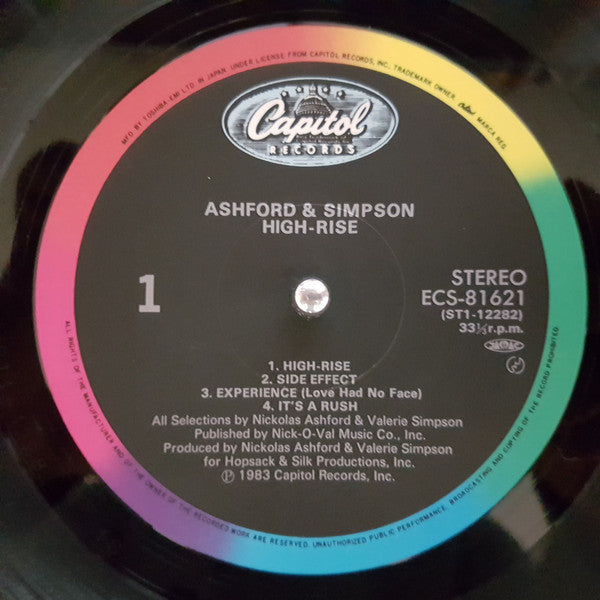 MFD BY TOSHIBA EMI LTD. IN JAPAN UNDER LICENSE FROM CAPITOL RECORDS, INC., TRADEMARK OWNER. Capitol MARCA REG.
Capitol
RECORDS
ASHFORD & SIMPSON
HIGH-RISE
1
STEREO
ECS-81621
(ST1-12282)
33⅓r.p.m.
JASRAC
1. HIGH-RISE
2. SIDE EFFECT
3. EXPERIENCE (Love Had No Face)
4. IT'S A RUSH
All Selections by Nickolas Ashford & Valerie Simpson
Published by Nick-O-Val Music Co., Inc.
Produced by Nickolas Ashford & Valerie Simpson
for Hopsack & Silk Productions, Inc.
℗ 1983 Capitol Records, Inc.
ALL RIGHTS OF THE MANUFACTURER AND OF THE OWNER OF THE RECORDED WORK ARE RESERVED. UNAUTHORIZED PUBLIC PERFORMANCE, BROADCASTING AND COPYING OF THE RECORD PROHIBITED.